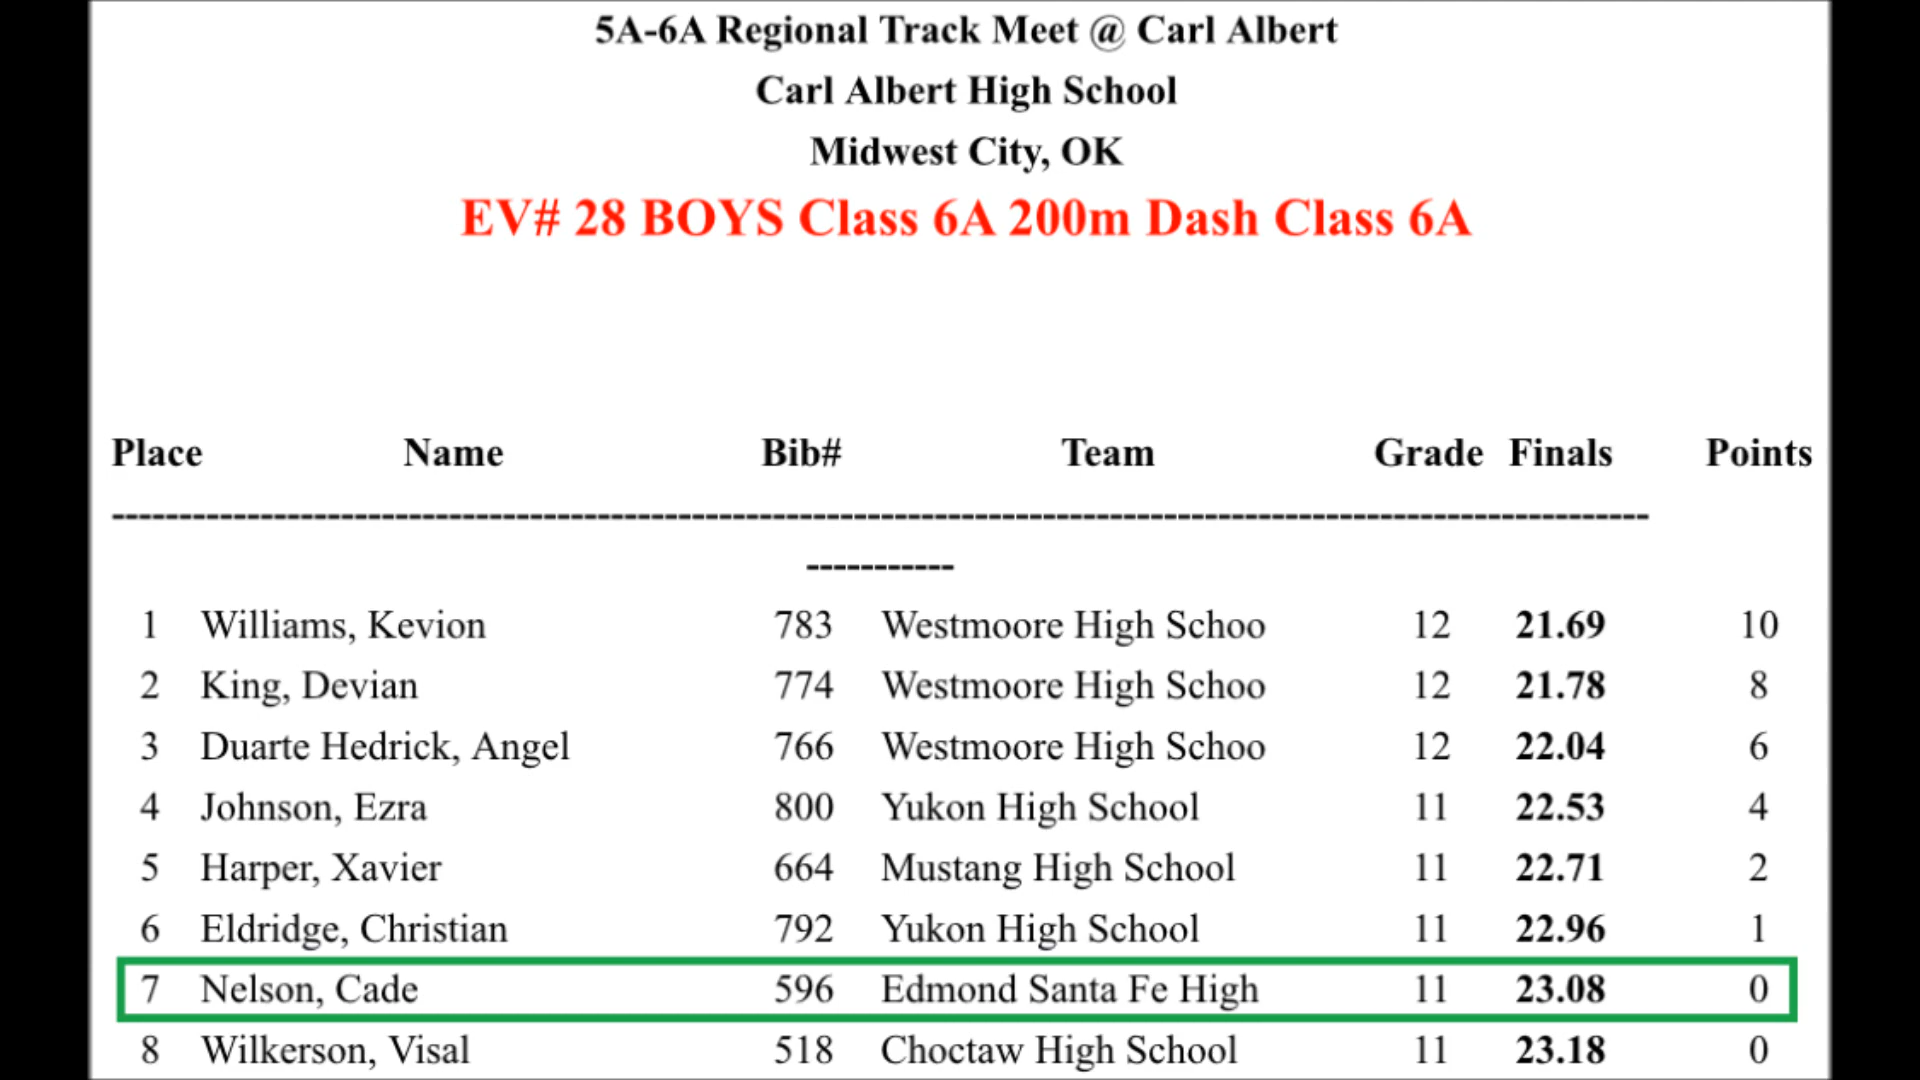 5A-6A Regional Track Meet @ Carl Albert
Carl Albert High School
Midwest City, OK
EV# 28 BOYS Class 6A 200m Dash Class 6A
Place Name Bib# Team Grade Finals Points
------------------------------------------------------------------------------------------------------------------
-----------
1 Williams, Kevion 783 Westmoore High Schoo 12 21.69 10
2 King, Devian 774 Westmoore High Schoo 12 21.78 8
3 Duarte Hedrick, Angel 766 Westmoore High Schoo 12 22.04 6
4 Johnson, Ezra 800 Yukon High School 11 22.53 4
5 Harper, Xavier 664 Mustang High School 11 22.71 2
6 Eldridge, Christian 792 Yukon High School 11 22.96 1
7 Nelson, Cade 596 Edmond Santa Fe High 11 23.08 0
8 Wilkerson, Visal 518 Choctaw High School 11 23.18 0